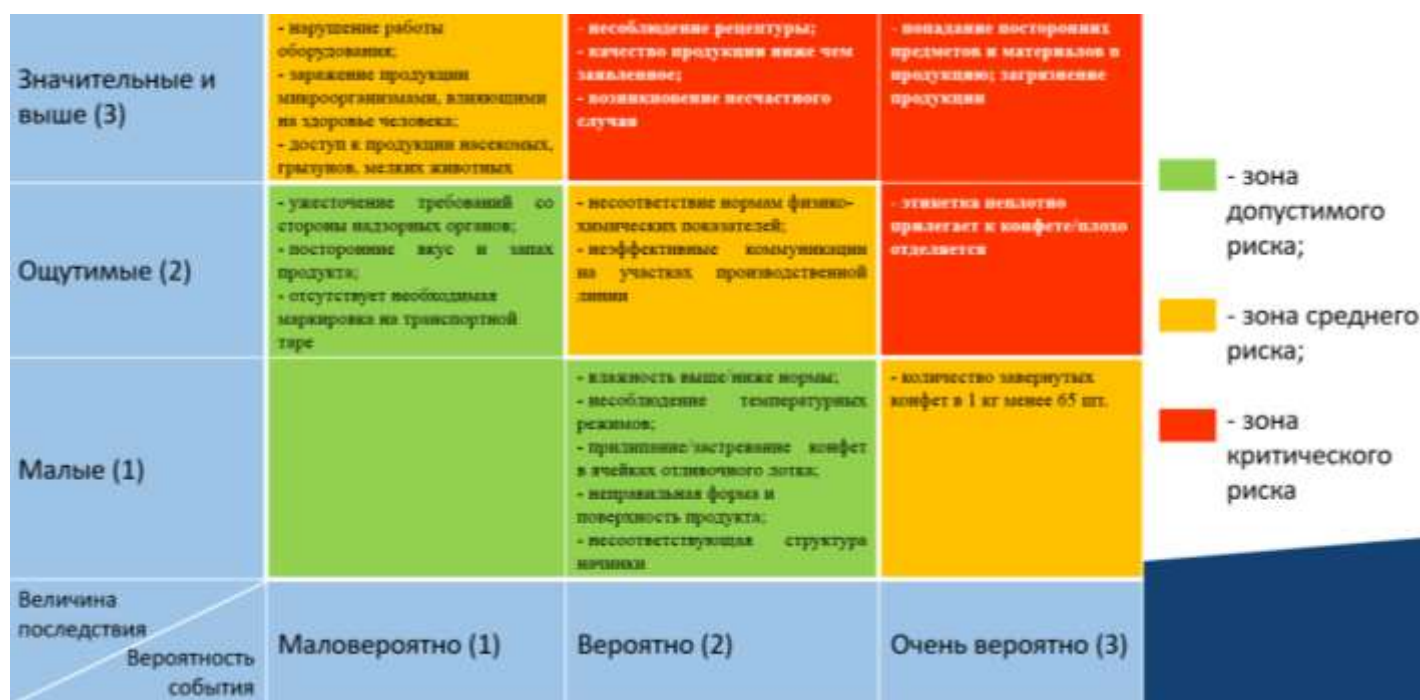 Значительные и
выше (3)
- нарушение работы
оборудования;
- заражение продукции
микроорганизмами, влияющими
на здоровье человека;
- доступ к продукции насекомых,
грызунов, мелких животных
- несоблюдение рецептуры;
- качество продукции ниже чем
заявленное;
- возникновение несчастного
случая
- попадание посторонних
предметов и материалов в
продукцию; загрязнение
продукции
Ощутимые (2)
- ужесточение требований со
стороны надзорных органов;
- посторонние вкус и запах
продукта;
- отсутствует необходимая
маркировка на транспортной
таре
- несоответствие нормам физико-
химических показателей;
- неэффективные коммуникации
на участках производственной
линии
- этикетка неплотно
прилегает к конфете/плохо
отделяется
Малые (1)
- влажность выше/ниже нормы;
- несоблюдение температурных
режимов;
- прилипание/застревание конфет
в ячейках отливочного лотка;
- неправильная форма и
поверхность продукта;
- несоответствующая структура
начинки
- количество завернутых
конфет в 1 кг менее 65 шт.
Величина
последствия
Вероятность
события
Маловероятно (1)
Вероятно (2)
Очень вероятно (3)
- зона
допустимого
риска;
- зона среднего
риска;
- зона
критического
риска